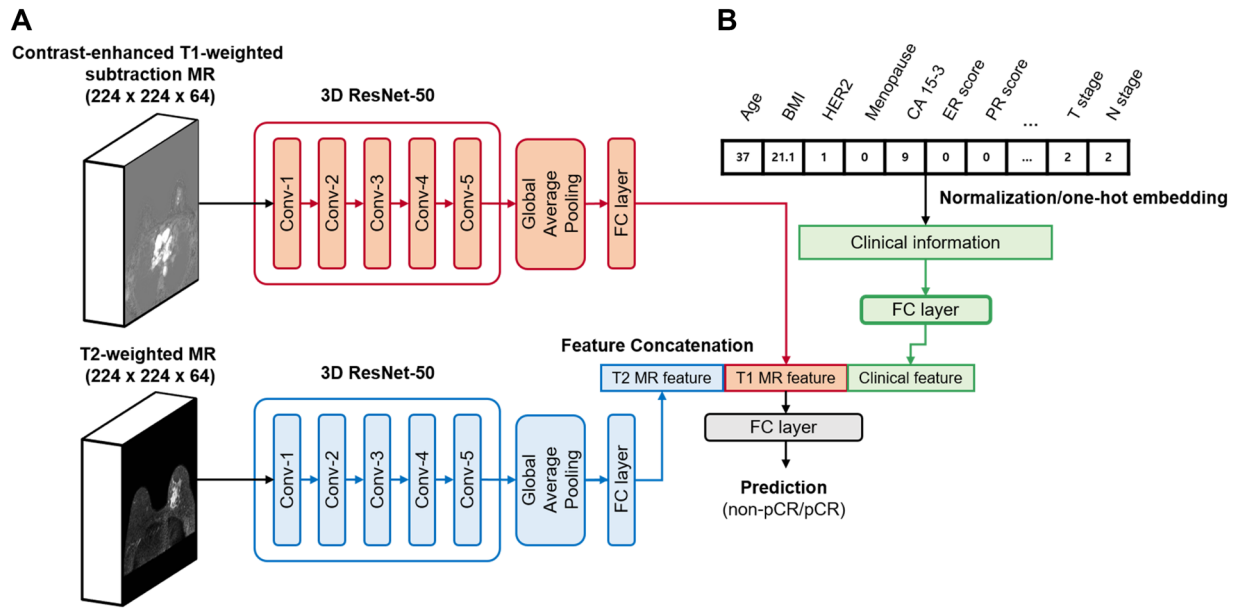 A
Contrast-enhanced T1-weighted
subtraction MR
(224 x 224 x 64)
3D ResNet-50
Conv-1
Conv-2
Conv-3
Conv-4
Conv-5
Global
Average
Pooling
FC layer
T2-weighted MR
(224 x 224 x 64)
3D ResNet-50
Conv-1
Conv-2
Conv-3
Conv-4
Conv-5
Global
Average
Pooling
FC layer
B
Age
BMI
HER2
Menopause
CA 15-3
ER score
PR score
...
T stage
N stage
37 21.1 1 0 9 0 0 ... 2 2
Normalization/one-hot embedding
Clinical information
FC layer
Feature Concatenation
T2 MR feature T1 MR feature Clinical feature
FC layer
Prediction
(non-pCR/pCR)